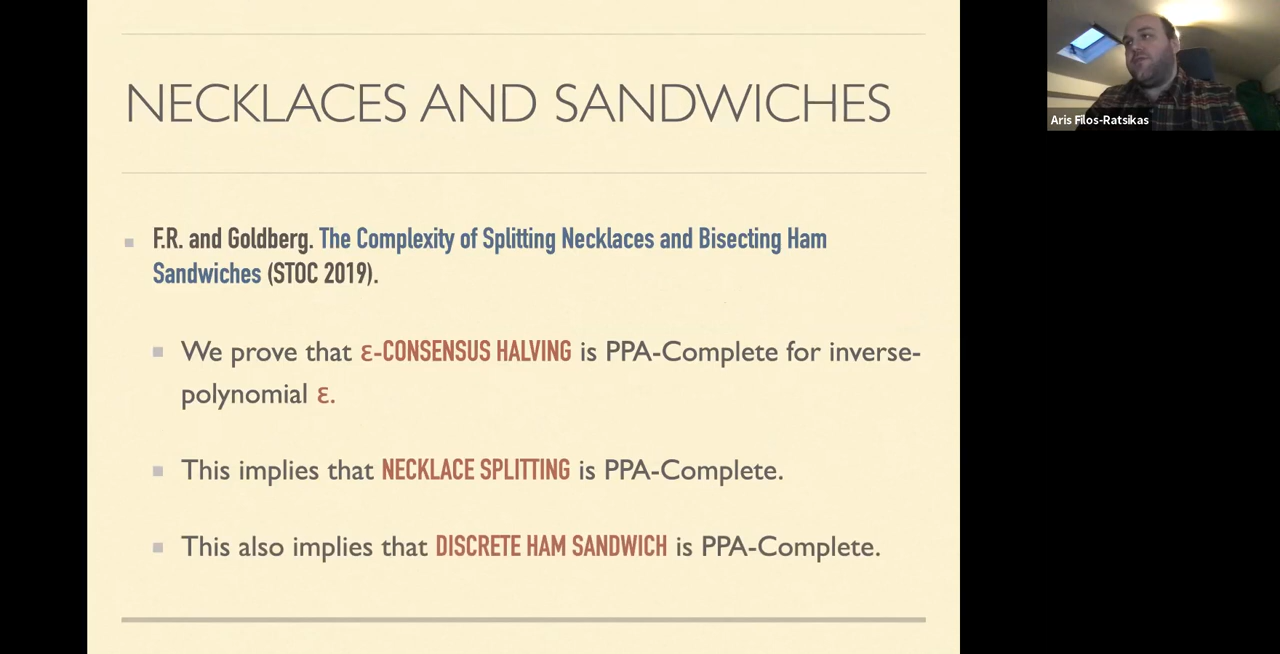 NECKLACES AND SANDWICHES
F.R. and Goldberg. The Complexity of Splitting Necklaces and Bisecting Ham
Sandwiches (STOC 2019).
We prove that ε-CONSENSUS HALVING is PPA-Complete for inverse-
polynomial ε.
This implies that NECKLACE SPLITTING is PPA-Complete.
This also implies that DISCRETE HAM SANDWICH is PPA-Complete.
Aris Filos-Ratsikas